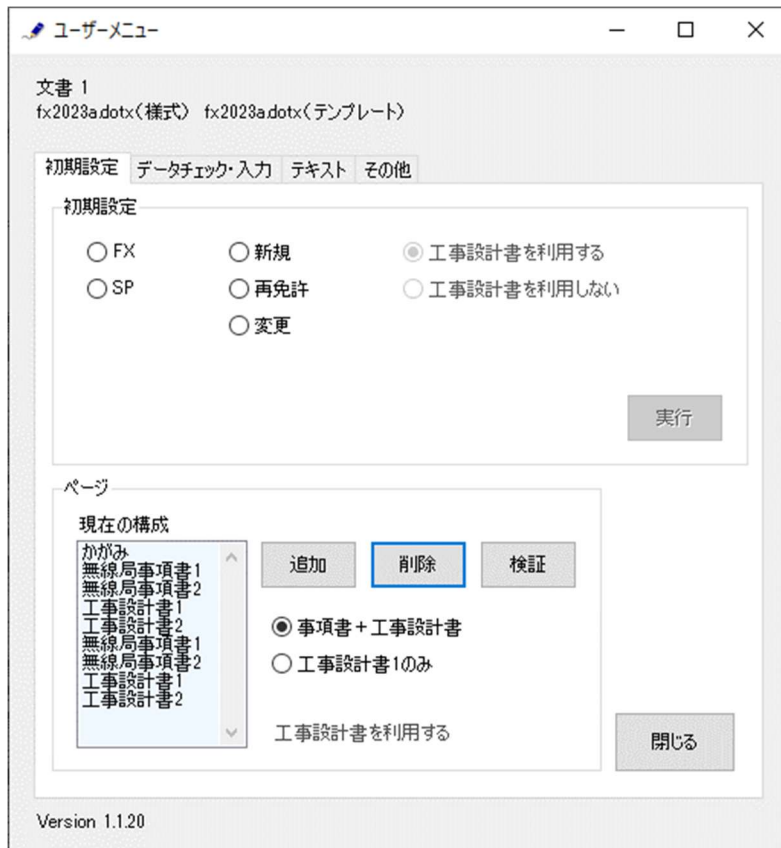 ユーザーメニュー
文書 1
fx2023a.dotx(様式) fx2023a.dotx(テンプレート)
初期設定 データチェック・入力 テキスト その他
初期設定
FX 新規 工事設計書を利用する
SP 再免許 工事設計書を利用しない
変更
実行
ページ
現在の構成
かがみ
無線局事項書1
無線局事項書2
工事設計書1
工事設計書2
無線局事項書1
無線局事項書2
工事設計書1
工事設計書2
追加 削除 検証
事項書+工事設計書
工事設計書1のみ
工事設計書を利用する
閉じる
Version 1.1.20